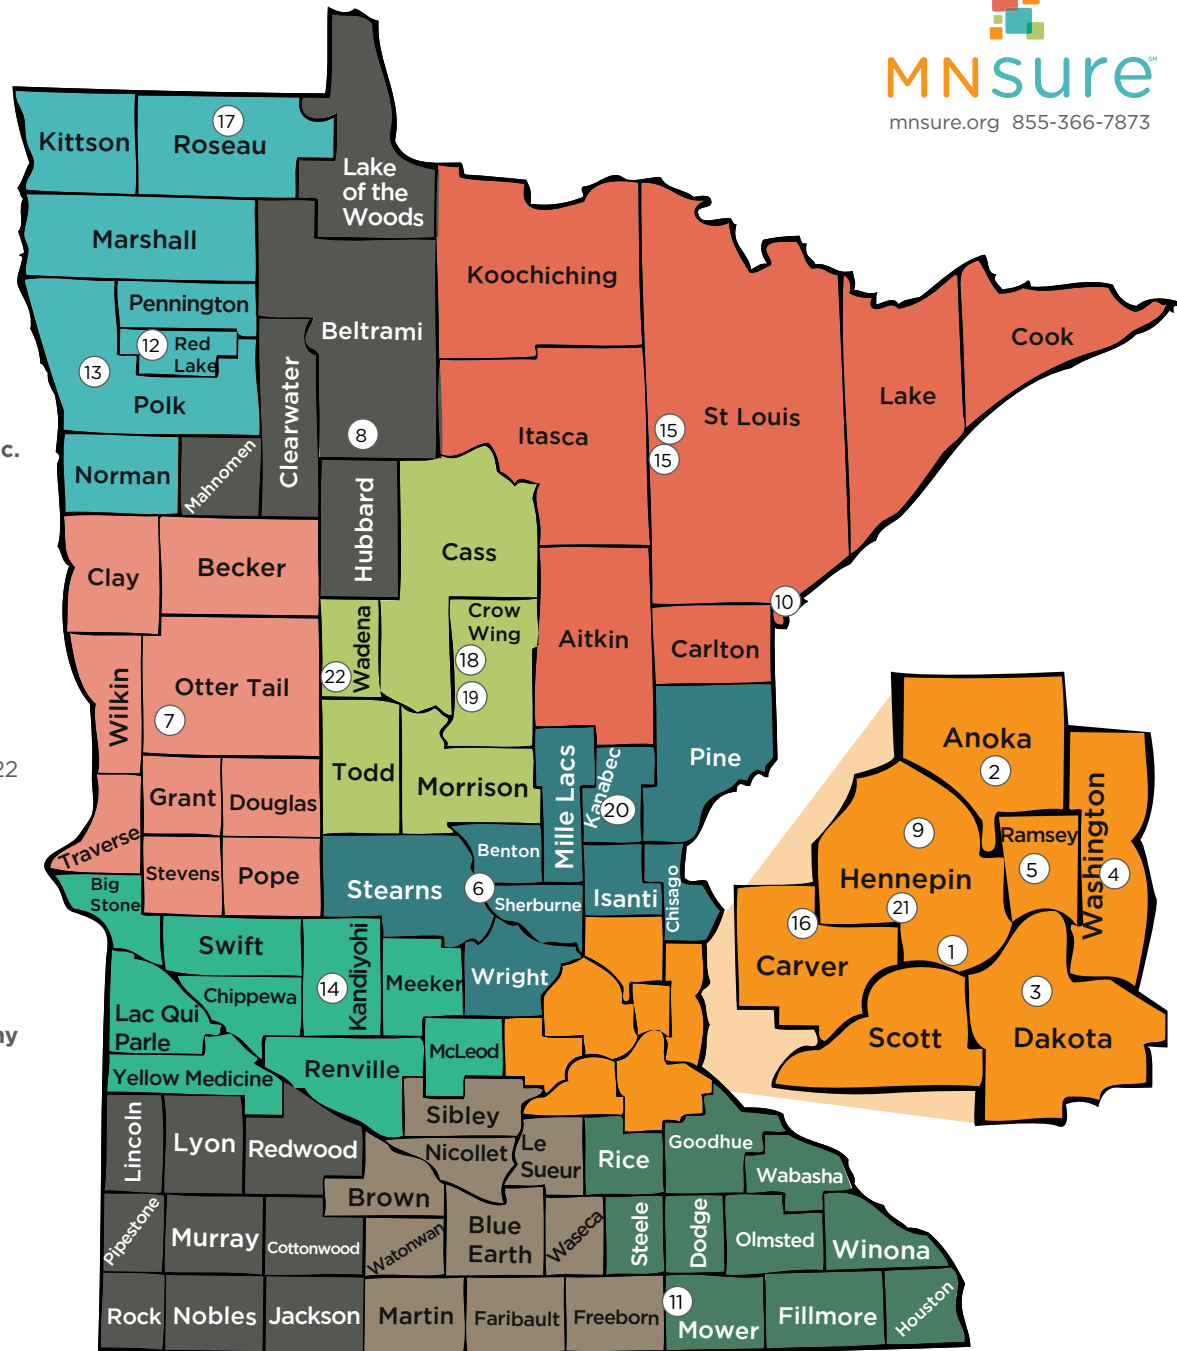 MNsure℠
mnsure.org 855-366-7873
17
Kittson
Roseau
Lake
of the
Woods
Marshall
Koochiching
Pennington
Beltrami
Cook
12
Red
Lake
13
Polk
Clearwater
Lake
St Louis
15
15
8
Itasca
c.
Norman
Mahnomen
Hubbard
Cass
Clay
Becker
10
Crow
Wing
Wadena
Aitkin
Carlton
18
22
19
Wilkin
Otter Tail
7
Anoka
2
Pine
Mille Lacs
Kanabec
20
22
Todd
Morrison
Grant
Douglas
Traverse
Stevens
Pope
Benton
Stearns
6
Sherburne
Isanti
Chisago
9
Ramsey
5
Washington
4
Hennepin
21
16
1
Carver
3
Scott
Dakota
Big
Stone
Swift
Kandiyohi
14
Chippewa
Meeker
Wright
Lac Qui
Parle
ny
McLeod
Renville
Yellow Medicine
Sibley
Lincoln
Lyon
Redwood
Nicollet
Le
Sueur
Rice
Goodhue
Wabasha
Brown
Pipestone
Murray
Cottonwood
Watonwan
Blue
Earth
Waseca
Steele
Dodge
Olmsted
Winona
Rock
Nobles
Jackson
Martin
Faribault
Freeborn
11
Mower
Fillmore
Houston